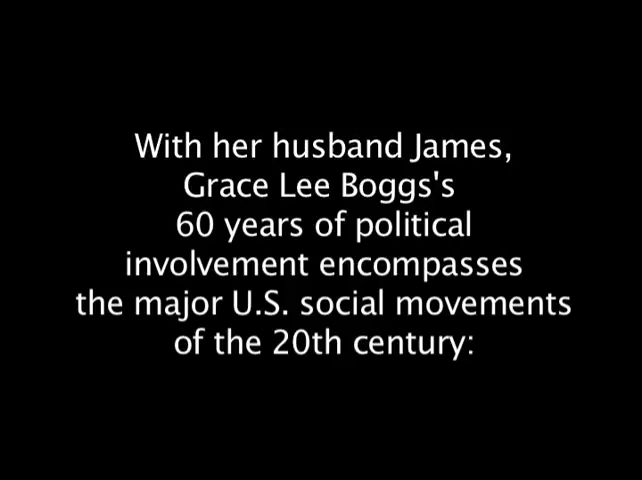 With her husband James,
Grace Lee Boggs's
60 years of political
involvement encompasses
the major U.S. social movements
of the 20th century: